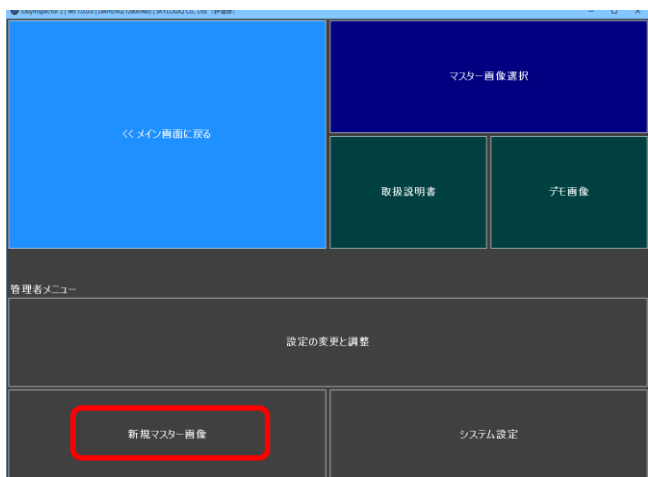 マスター画像選択
<< メイン画面に戻る
取扱説明書
デモ画像
管理者メニュー
設定の変更と調整
新規マスター画像
システム設定